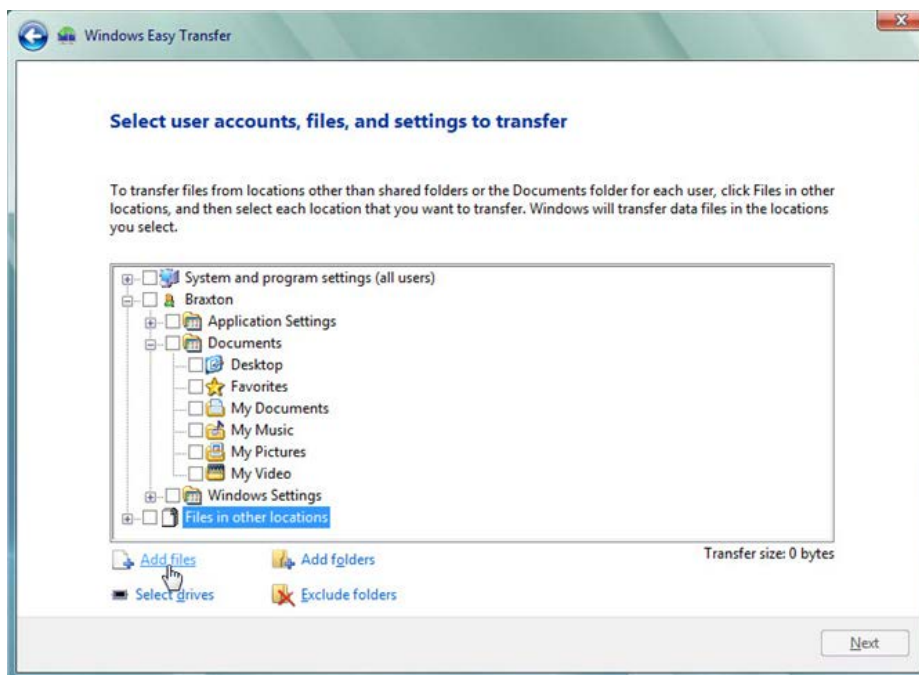 Windows Easy Transfer
Select user accounts, files, and settings to transfer
To transfer files from locations other than shared folders or the Documents folder for each user, click Files in other
locations, and then select each location that you want to transfer. Windows will transfer data files in the locations
you select.
System and program settings (all users)
Braxton
Application Settings
Documents
Desktop
Favorites
My Documents
My Music
My Pictures
My Video
Windows Settings
Files in other locations
Add files
Add folders
Transfer size: 0 bytes
Select drives
Exclude folders
Next